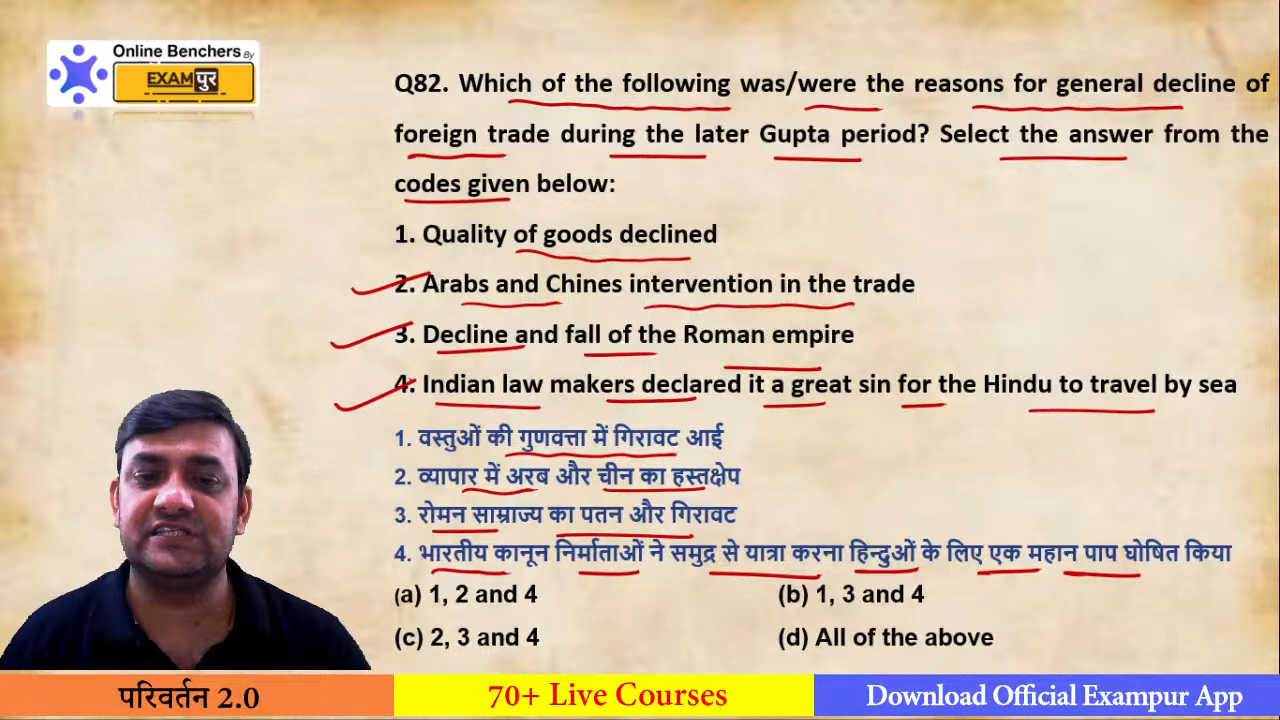 Online Benchers By
EXAMपुर
Q82. Which of the following was/were the reasons for general decline of
foreign trade during the later Gupta period? Select the answer from the
codes given below:
1. Quality of goods declined
2. Arabs and Chines intervention in the trade
3. Decline and fall of the Roman empire
4. Indian law makers declared it a great sin for the Hindu to travel by sea
1. वस्तुओं की गुणवत्ता में गिरावट आई
2. व्यापार में अरब और चीन का हस्तक्षेप
3. रोमन साम्राज्य का पतन और गिरावट
4. भारतीय कानून निर्माताओं ने समुद्र से यात्रा करना हिन्दुओं के लिए एक महान पाप घोषित किया
(a) 1, 2 and 4 (b) 1, 3 and 4
(c) 2, 3 and 4 (d) All of the above
परिवर्तन 2.0 70+ Live Courses Download Official Exampur App